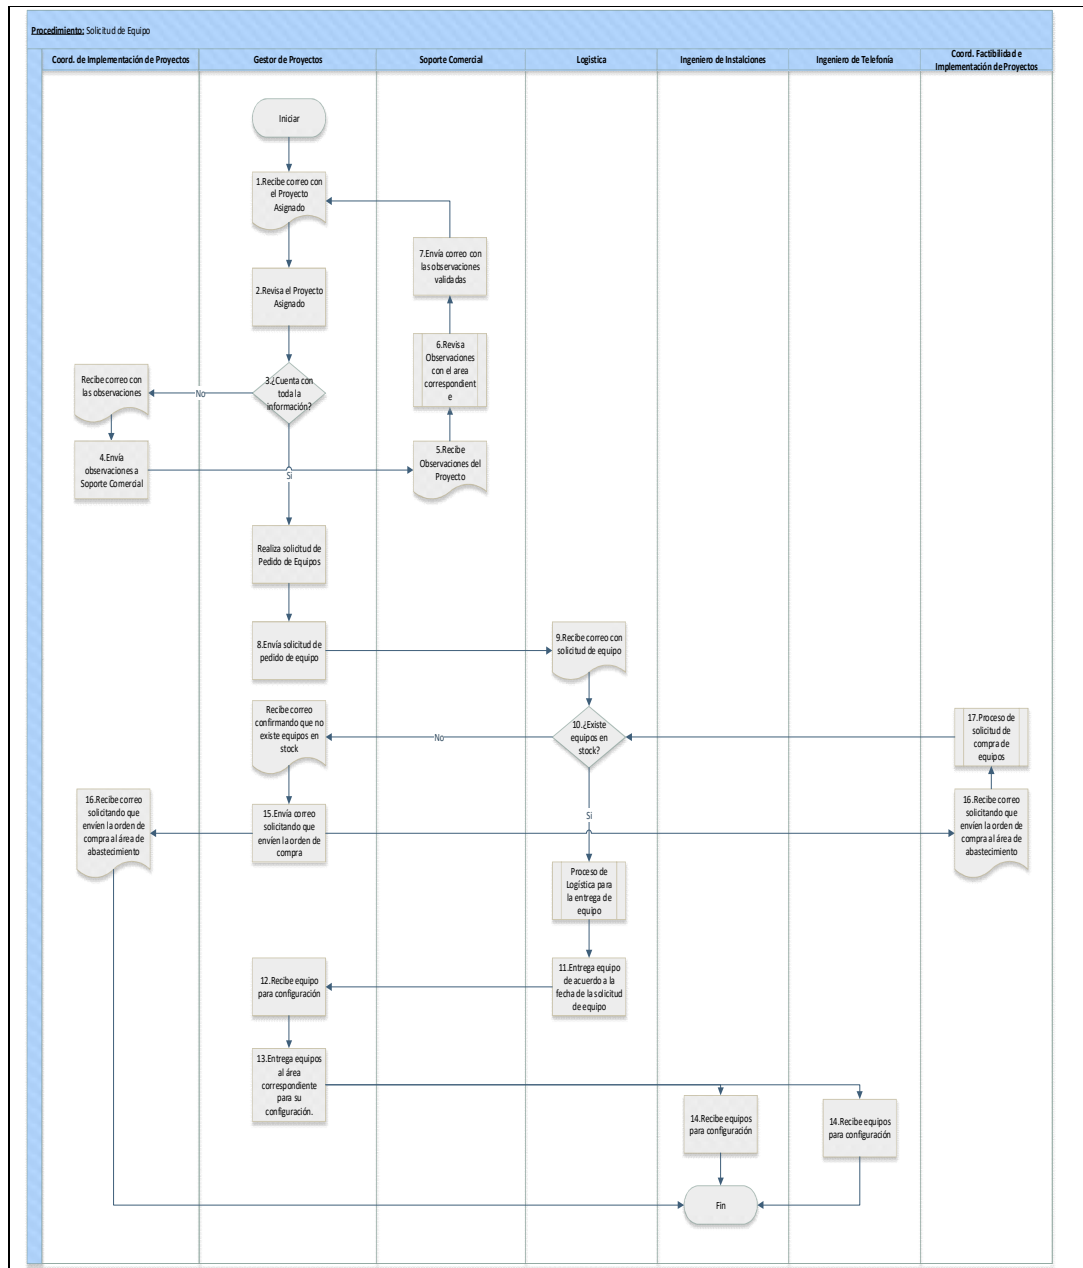 Procedimiento: Solicitud de Equipo
Coord. de Implementación de Proyectos
Gestor de Proyectos
Soporte Comercial
Logistica
Ingeniero de Instalciones
Ingeniero de Telefonía
Coord. Factibilidad e
Implementación de Proyectos
Iniciar
1.Recibe correo con
el Proyecto
Asignado
7.Envía correo con
las observaciones
validadas
2.Revisa el Proyecto
Asignado
6.Revisa
Observaciones
con el area
correspondient
e
Recibe correo con
las observaciones
No
3.¿Cuenta con
toda la
información?
4.Envía
observaciones a
Soporte Comercial
5.Recibe
Observaciones del
Proyecto
Si
Realiza solicitud de
Pedido de Equipos
8.Envía solicitud de
pedido de equipo
9.Recibe correo con
solicitud de equipo
Recibe correo
confirmando que no
existe equipos en
stock
No
10.¿Existe
equipos en
stock?
17.Proceso de
solicitud de
compra de
equipos
16.Recibe correo
solicitando que
envíen la orden de
compra al área de
abastecimiento
15.Envía correo
solicitando que
envíen la orden de
compra
Si
16.Recibe correo
solicitando que
envíen la orden de
compra al área de
abastecimiento
Proceso de
Logística para
la entrega de
equipo
12.Recibe equipo
para configuración
11.Entrega equipo
de acuerdo a la
fecha de la solicitud
de equipo
13.Entrega equipos
al área
correspondiente
para su
configuración.
14.Recibe equipos
para configuración
14.Recibe equipos
para configuración
Fin